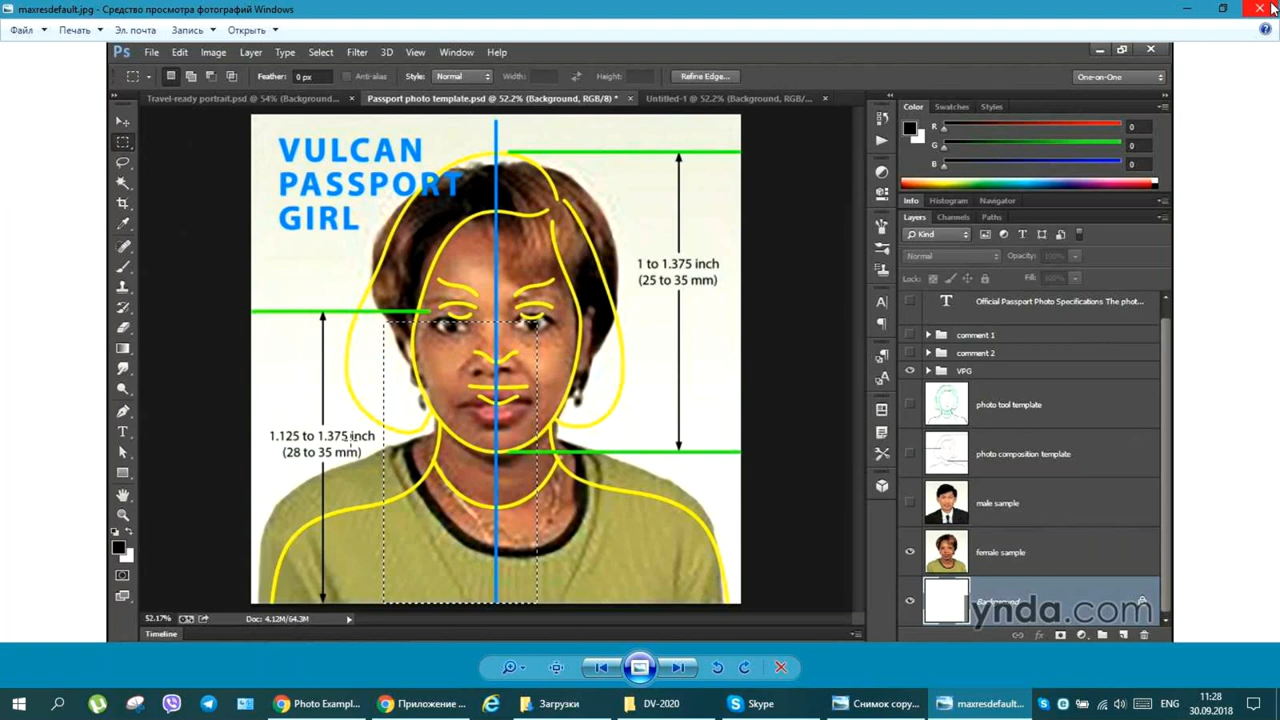 maxresdefault.jpg - Средство просмотра фотографий Windows
Файл Печать Эл. почта Запись Открыть
Ps File Edit Image Layer Type Select Filter 3D View Window Help
Feather: 0 px Anti-alias Style: Normal Width: Height: Refine Edge... One-on-One
Travel-ready portrait.psd @ 54% (Background... Passport photo template.psd @ 52.2% (Background, RGB/8) * Untitled-1 @ 52.2% (Background, RGB/...
Color Swatches Styles
R 0
G 0
B 0
Info Histogram Navigator
Layers Channels Paths
Kind
Normal Opacity: 100%
Lock: Fill: 100%
T Official Passport Photo Specifications The phot...
comment 1
comment 2
VPG
photo tool template
photo composition template
male sample
female sample
Background
lynda.com
VULCAN
PASSPORT
GIRL
1 to 1.375 inch
(25 to 35 mm)
1.125 to 1.375 inch
(28 to 35 mm)
52.17% Doc: 4.12M/64.3M
Timeline
Photo Exampl... Приложение ... Загрузки DV-2020 Skype Снимок сору... maxresdefault... ENG
11:28
30.09.2018